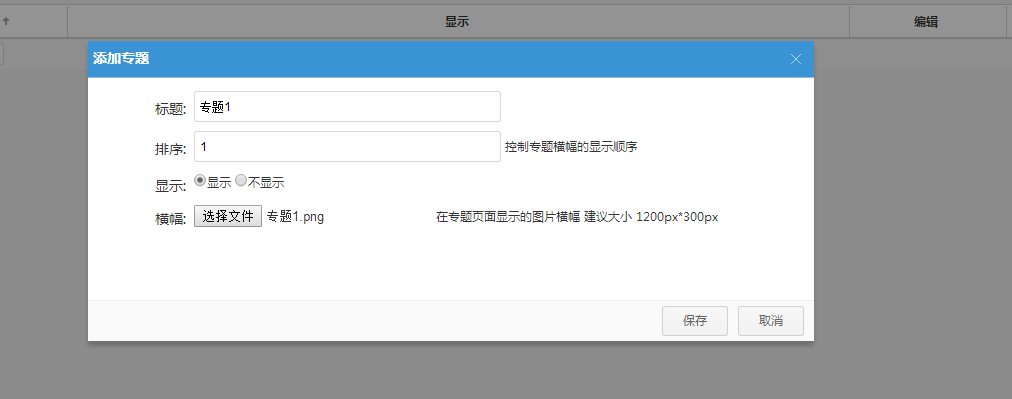 显示 编辑
添加专题
标题: 专题1
排序: 1 控制专题横幅的显示顺序
显示: 显示 不显示
横幅: 选择文件 专题1.png 在专题页面显示的图片横幅 建议大小 1200px*300px
保存 取消